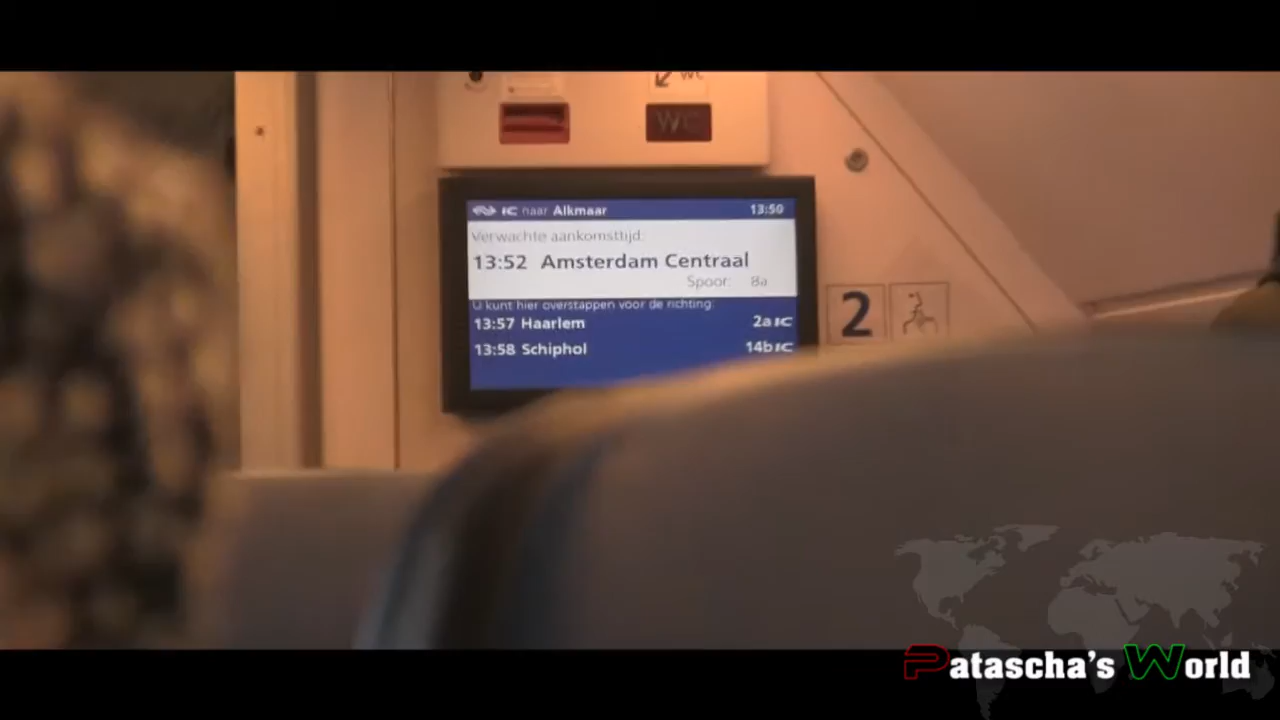 WC
WC
IC naar Alkmaar 13:50
Verwachte aankomsttijd:
13:52 Amsterdam Centraal
Spoor: 8a
U kunt hier overstappen voor de richting:
13:57 Haarlem 2a IC
13:58 Schiphol 14b IC
2
Patascha's World